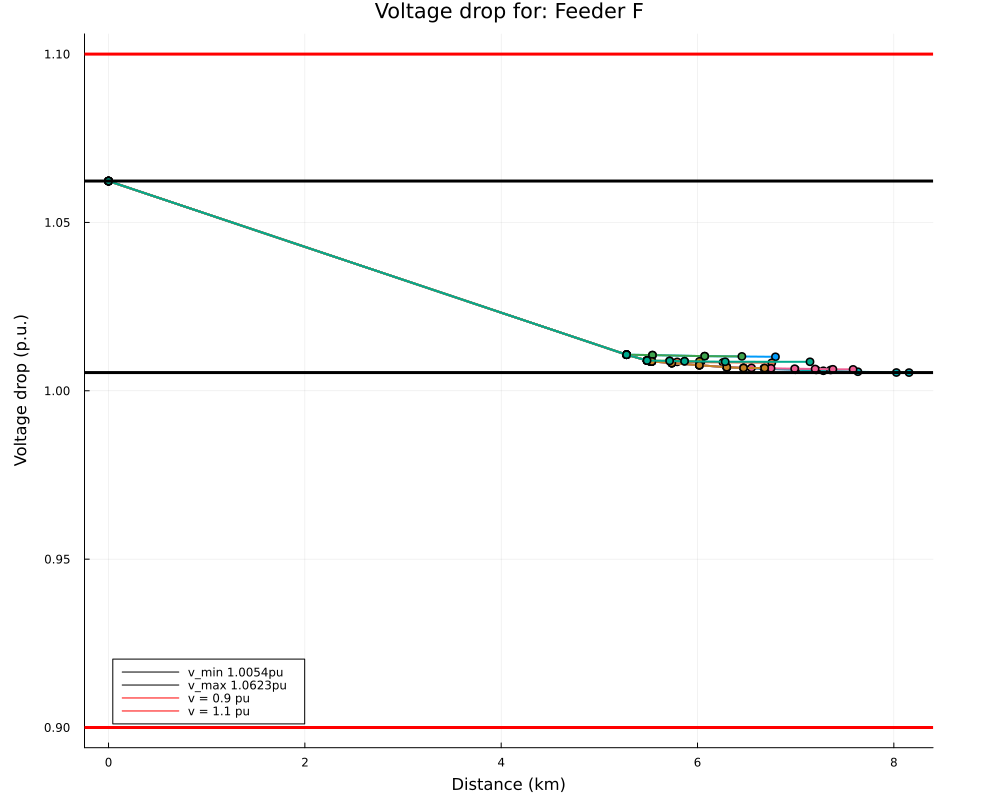 Voltage drop for: Feeder F
1.10
1.05
1.00
0.95
0.90
Voltage drop (p.u.)
v_min 1.0054pu
v_max 1.0623pu
v = 0.9 pu
v = 1.1 pu
0 2 4 6 8
Distance (km)